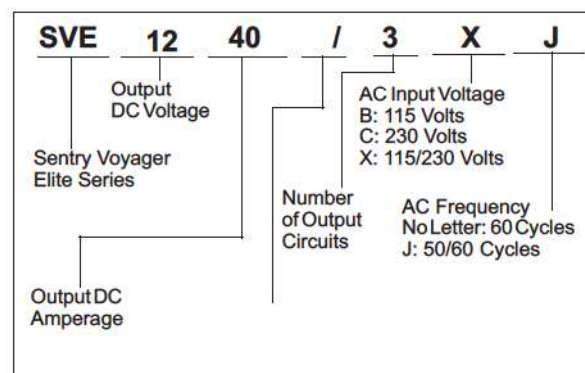 SVE 12 40 / 3 X J
Output
DC Voltage
AC Input Voltage
B: 115 Volts
C: 230 Volts
X: 115/230 Volts
Sentry Voyager
Elite Series
Number
of Output
Circuits
AC Frequency
No Letter: 60 Cycles
J: 50/60 Cycles
Output DC
Amperage